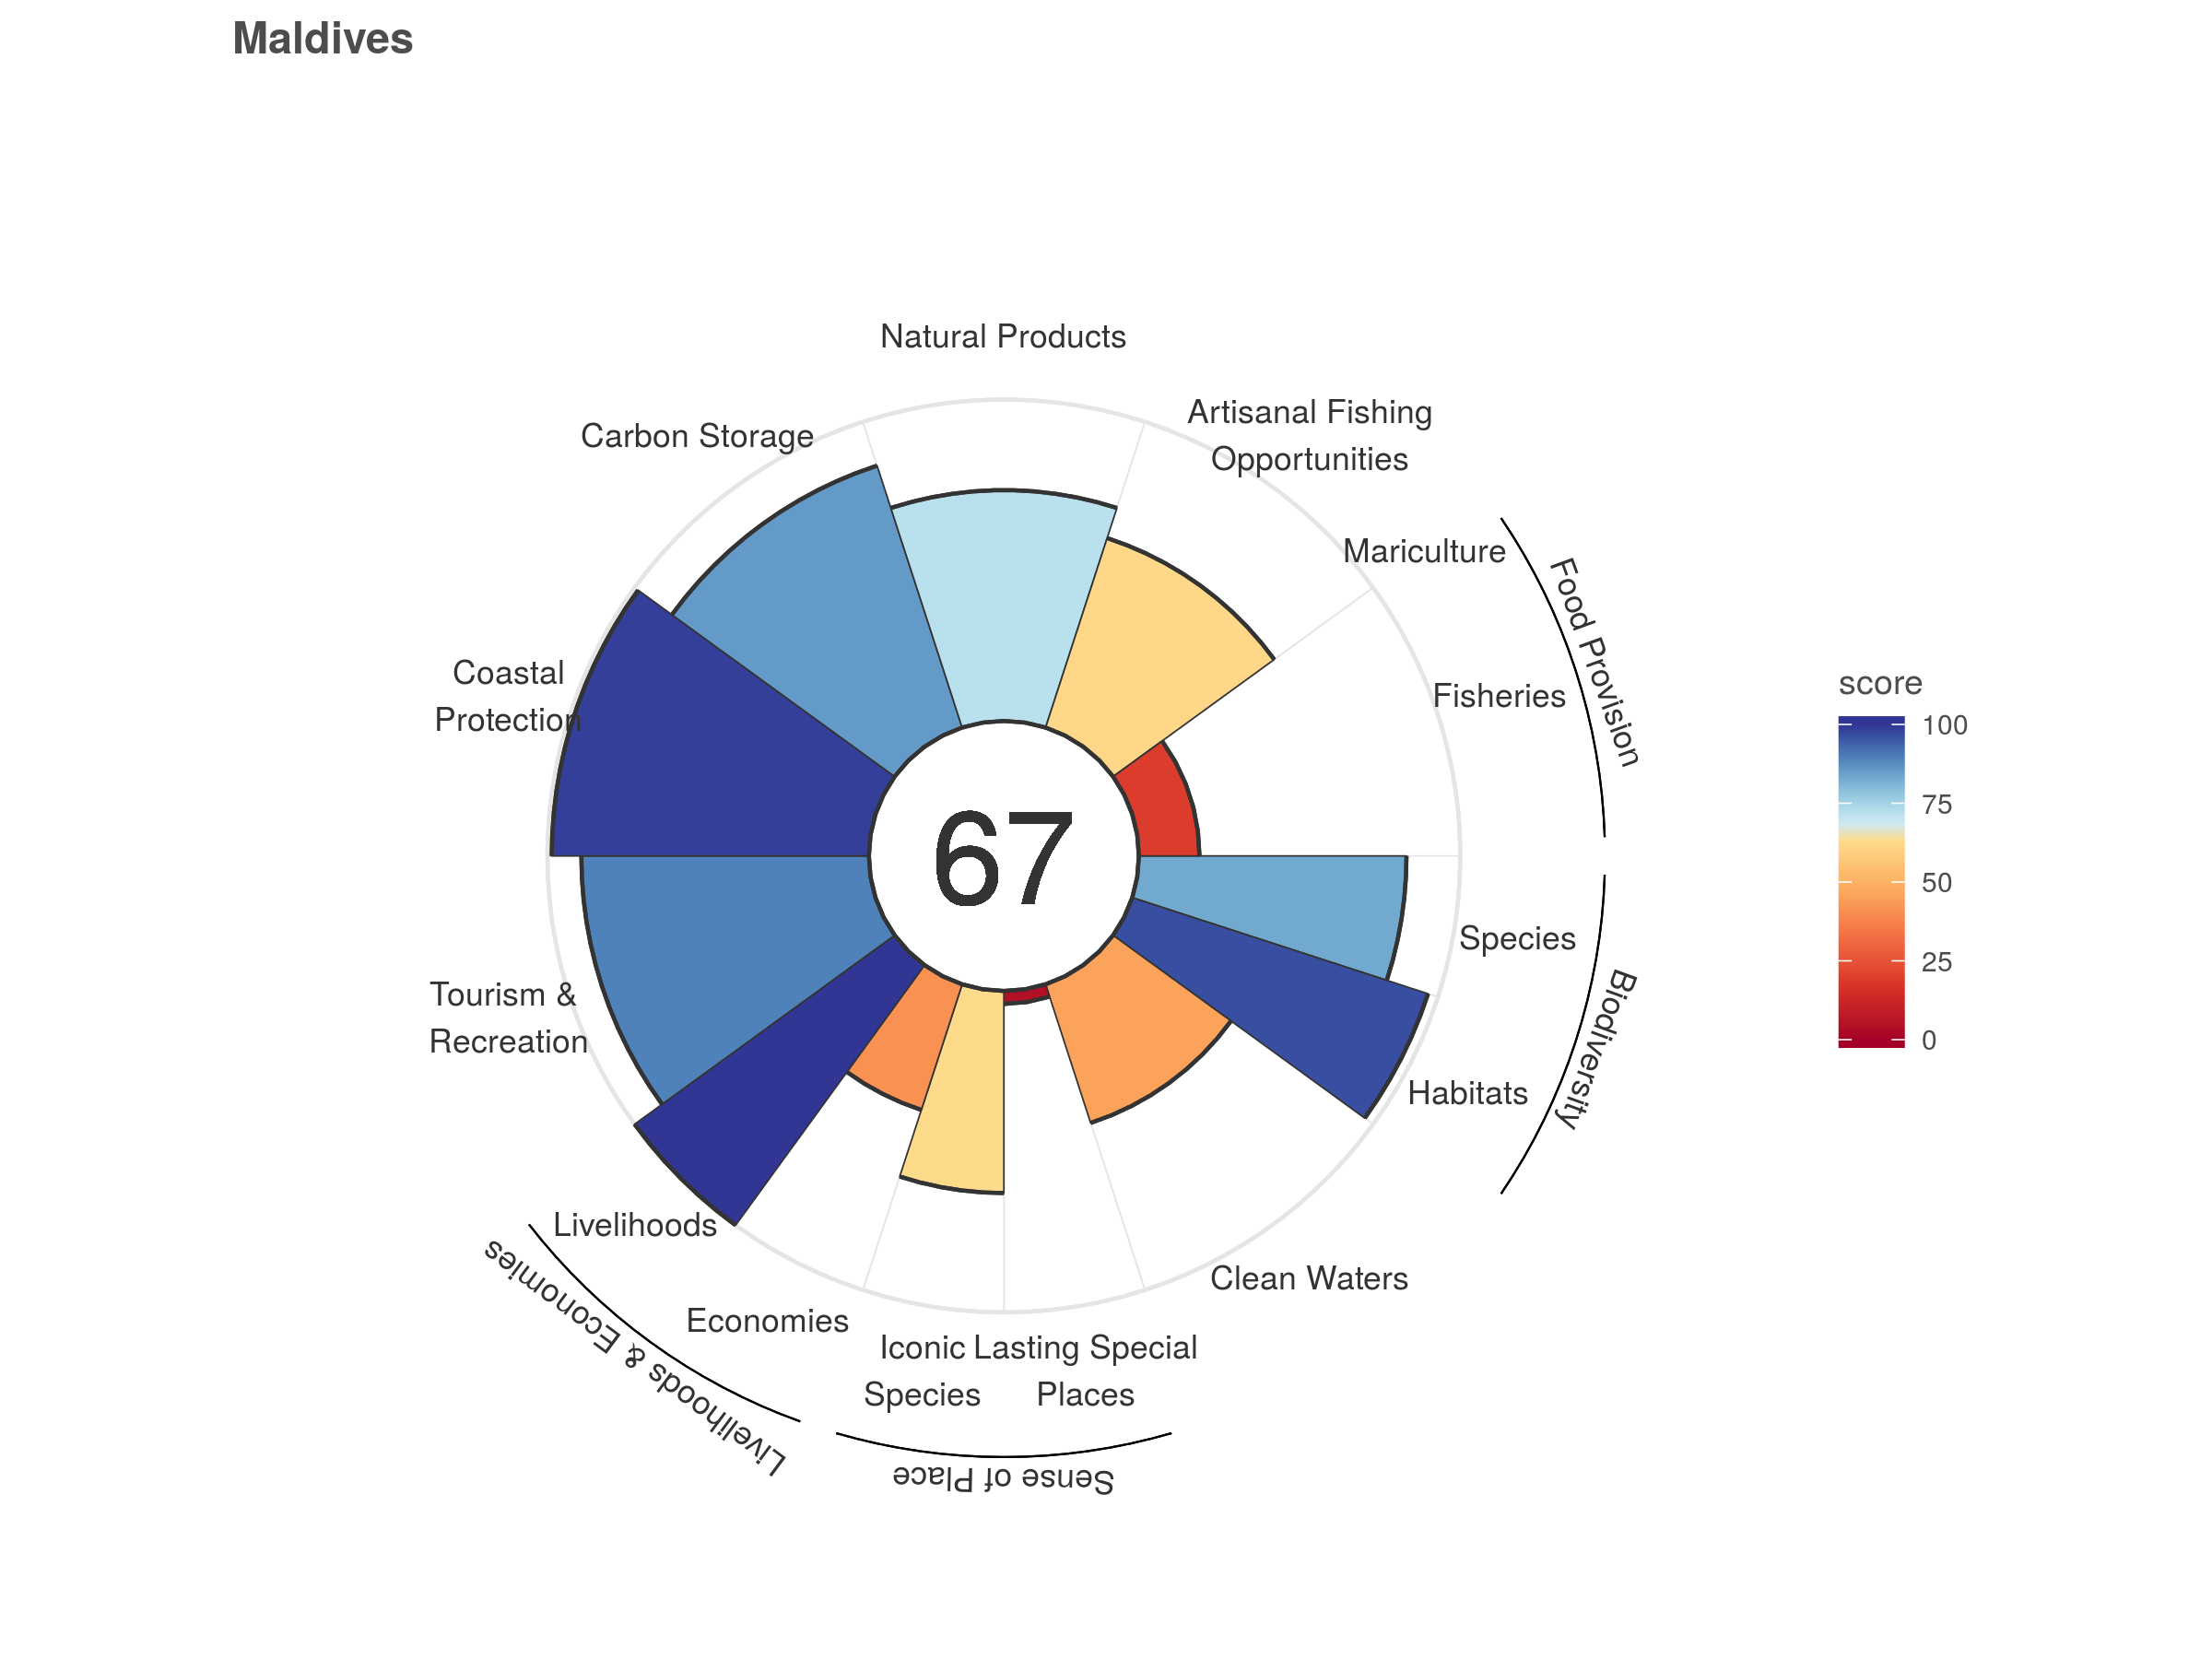 Maldives
Natural Products
Artisanal Fishing
Opportunities
Carbon Storage
Mariculture
Food Provision
Fisheries
Coastal
Protection
67
Species
Biodiversity
Habitats
Tourism &
Recreation
Livelihoods
Clean Waters
Economies
Livelihoods & Economies
Iconic
Species
Lasting Special
Places
Sense of Place
score
100
75
50
25
0